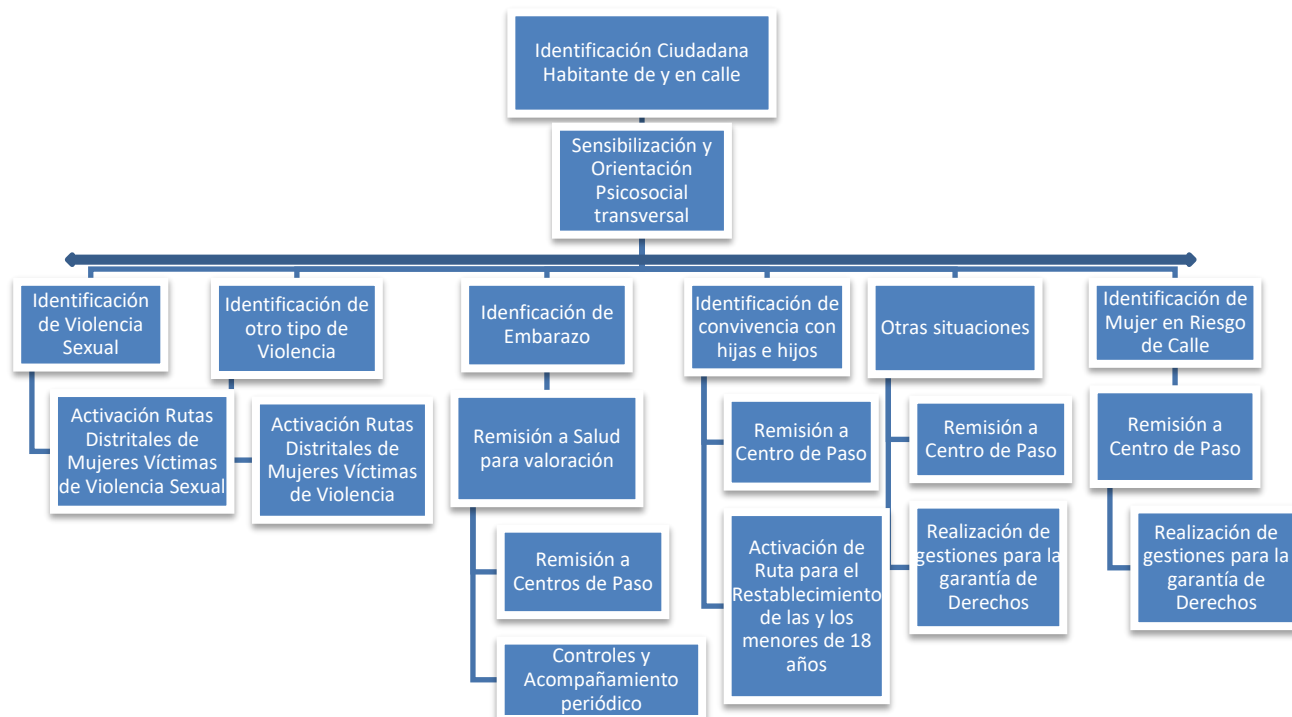 Identificación Ciudadana
Habitante de y en calle
Sensibilización y
Orientación
Psicosocial
transversal
Identificación
de Violencia
Sexual
Activación Rutas
Distritales de
Mujeres Víctimas
de Violencia Sexual
Identificación de
otro tipo de
Violencia
Activación Rutas
Distritales de
Mujeres Víctimas
de Violencia
Idenficación de
Embarazo
Remisión a Salud
para valoración
Remisión a
Centros de Paso
Controles y
Acompañamiento
periódico
Identificación de
convivencia con
hijas e hijos
Remisión a
Centro de Paso
Activación de
Ruta para el
Restablecimiento
de las y los
menores de 18
años
Otras situaciones
Remisión a
Centro de Paso
Realización de
gestiones para la
garantía de
Derechos
Identificación de
Mujer en Riesgo
de Calle
Remisión a
Centro de Paso
Realización de
gestiones para la
garantía de
Derechos